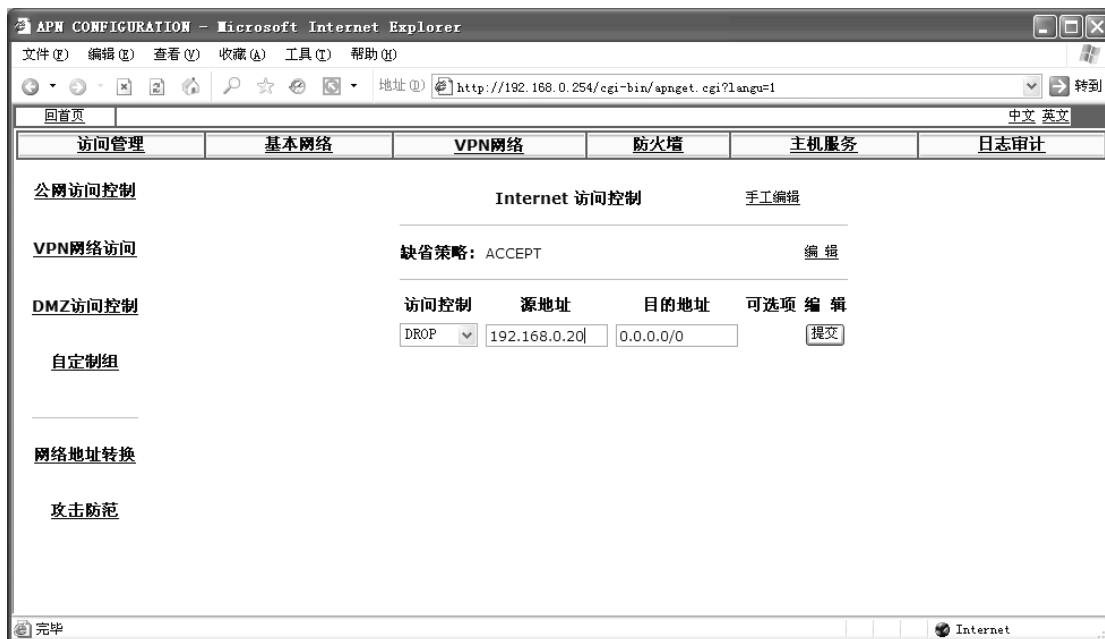 APN CONFIGURATION - Microsoft Internet Explorer
文件(F) 编辑(E) 查看(V) 收藏(A) 工具(T) 帮助(H)
地址(D) http://192.168.0.254/cgi-bin/apnget.cgi?langu=1 转到
回首页 中文 英文
访问管理 基本网络 VPN网络 防火墙 主机服务 日志审计
公网访问控制 Internet 访问控制 手工编辑
VPN网络访问 缺省策略: ACCEPT 编 辑
DMZ访问控制 访问控制 源地址 目的地址 可选项 编 辑
DROP 192.168.0.20 0.0.0.0/0 提交
自定制组
网络地址转换
攻击防范
完毕 Internet